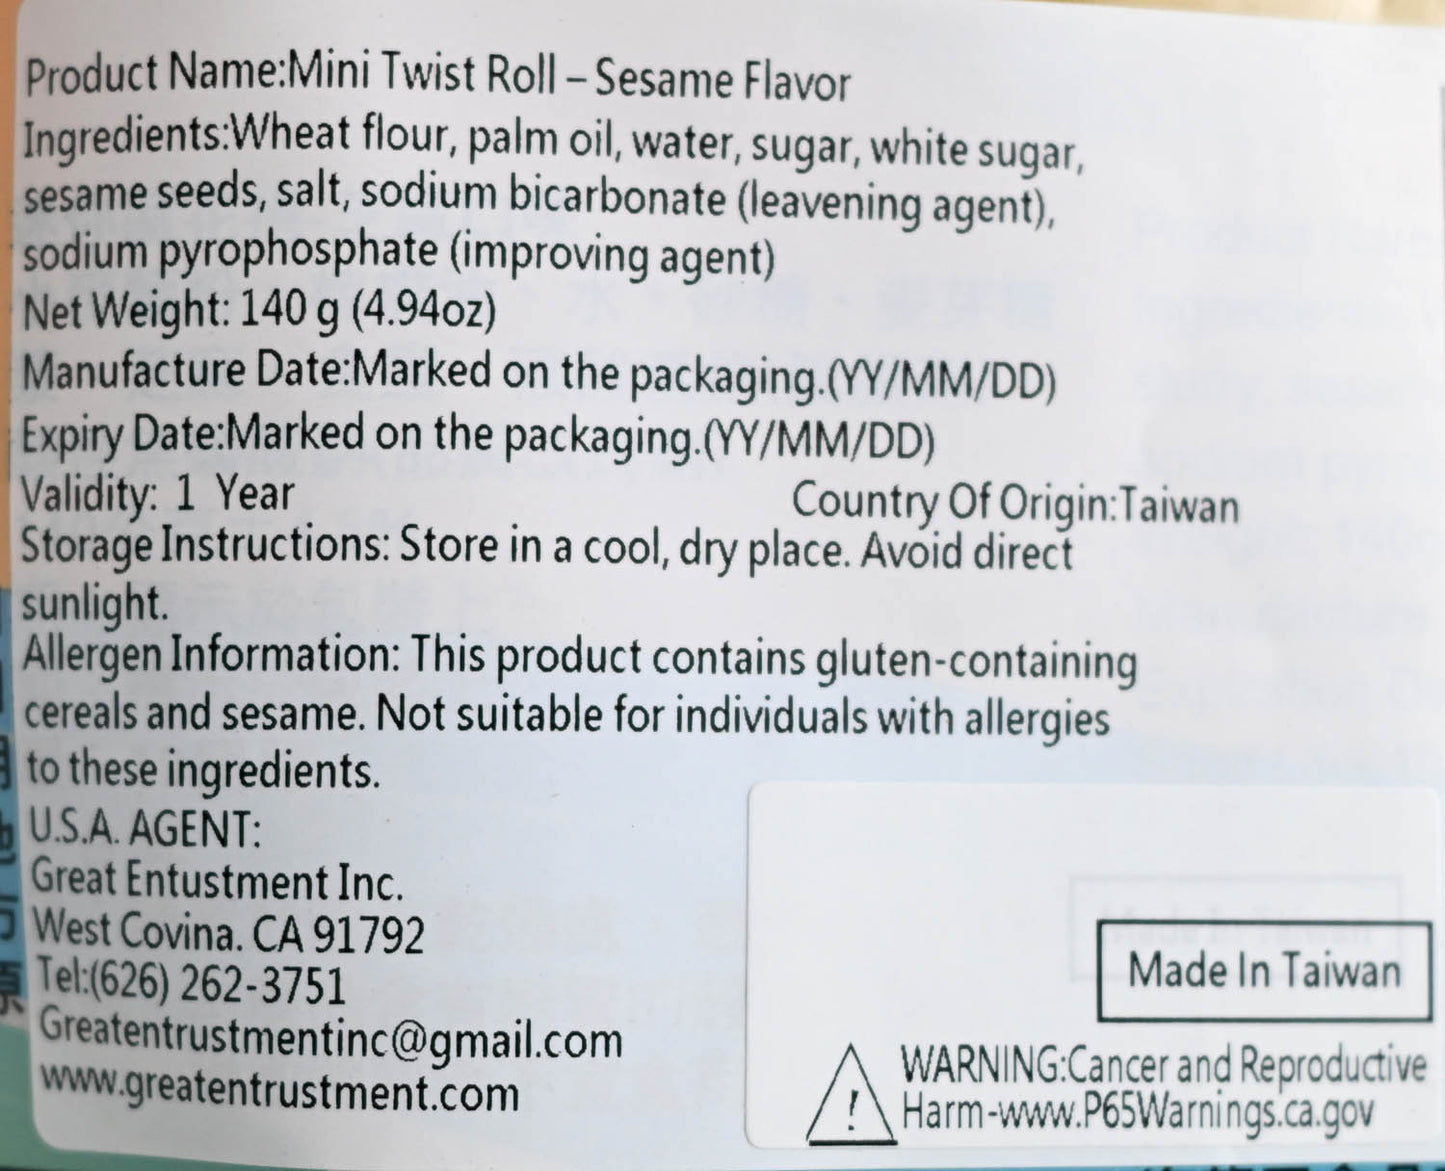 Product Name:Mini Twist Roll – Sesame Flavor
Ingredients:Wheat flour, palm oil, water, sugar, white sugar,
sesame seeds, salt, sodium bicarbonate (leavening agent),
sodium pyrophosphate (improving agent)
Net Weight: 140 g (4.94oz)
Manufacture Date:Marked on the packaging.(YY/MM/DD)
Expiry Date:Marked on the packaging.(YY/MM/DD)
Validity: 1 Year
Country Of Origin:Taiwan
Storage Instructions: Store in a cool, dry place. Avoid direct
sunlight.
Allergen Information: This product contains gluten-containing
cereals and sesame. Not suitable for individuals with allergies
to these ingredients.
U.S.A. AGENT:
Great Entustment Inc.
West Covina. CA 91792
Tel:(626) 262-3751
Greatentrustmentinc@gmail.com
www.greatentrustment.com
Made In Taiwan
WARNING:Cancer and Reproductive
Harm-www.P65Warnings.ca.gov